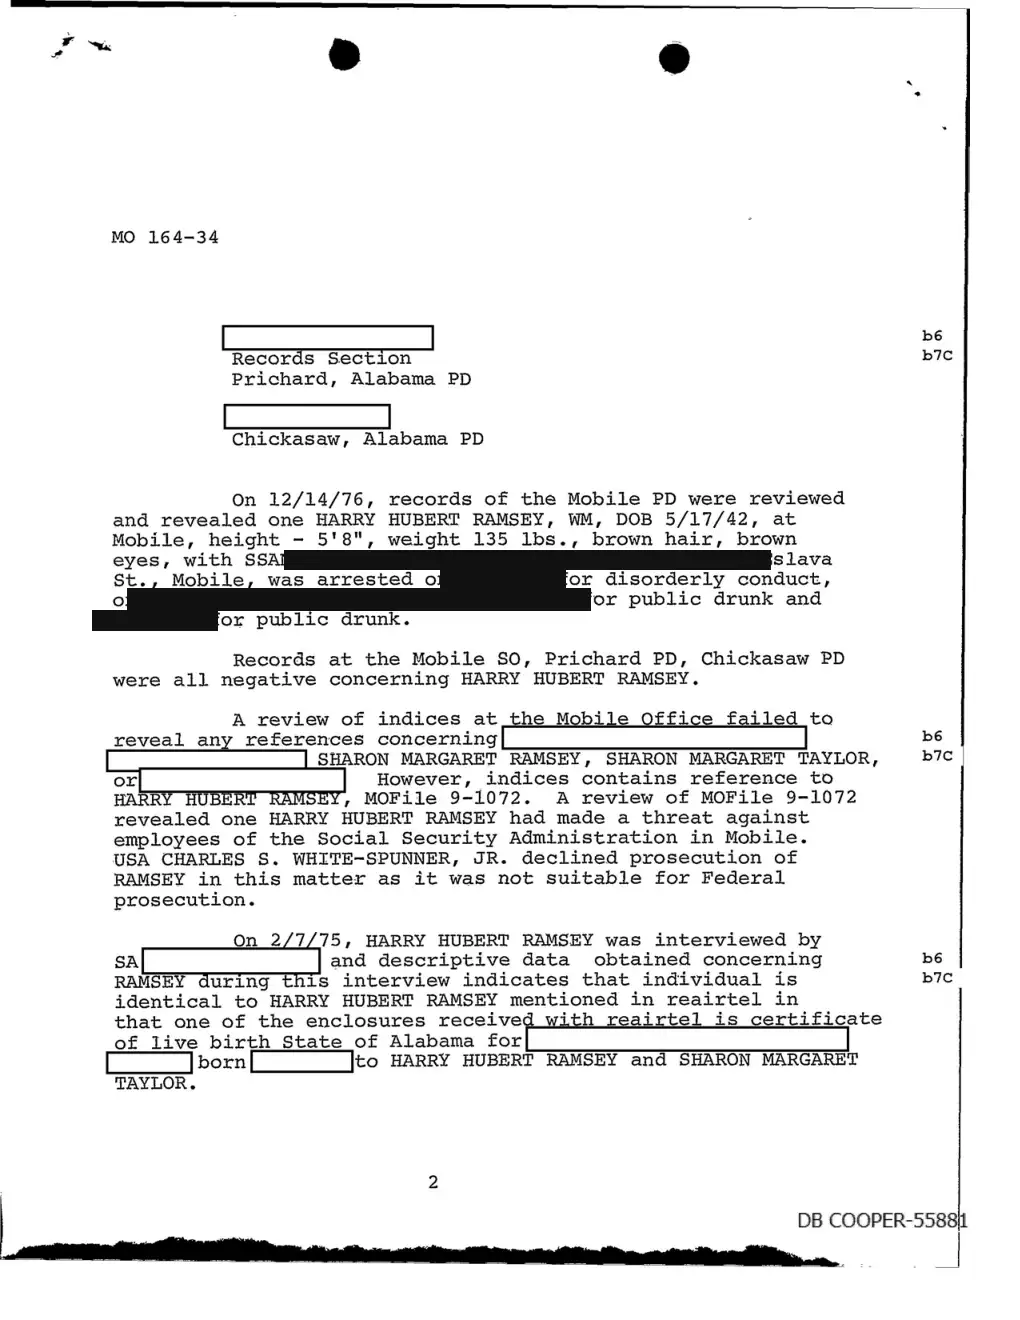 MO 164-34
b6
b7C
Records Section
Prichard, Alabama PD
Chickasaw, Alabama PD
On 12/14/76, records of the Mobile PD were reviewed
and revealed one HARRY HUBERT RAMSEY, WM, DOB 5/17/42, at
Mobile, height - 5'8", weight 135 lbs., brown hair, brown
eyes, with
St., Mobile, was arrested disorderly conduct,
public drunk and
public drunk.
Records at the Mobile SO, Prichard PD, Chickasaw PD
were all negative concerning HARRY HUBERT RAMSEY.
A review of indices at the Mobile Office failed to
reveal any references concerning
b6
SHARON MARGARET RAMSEY, SHARON MARGARET TAYLOR,
b7C
or However, indices contains reference to
HARRY HUBERT RAMSEY, MOFile 9-1072. A review of MOFile 9-1072
revealed one HARRY HUBERT RAMSEY had made a threat against
employees of the Social Security Administration in Mobile.
USA CHARLES S. WHITE-SPUNNER, JR. declined prosecution of
RAMSEY in this matter as it was not suitable for Federal
prosecution.
On 2/7/75, HARRY HUBERT RAMSEY was interviewed by
SA and descriptive data obtained concerning
b6
RAMSEY during this interview indicates that individual is
b7C
identical to HARRY HUBERT RAMSEY mentioned in reairtel in
that one of the enclosures received with reairtel is certificate
of live birth State of Alabama for
born to HARRY HUBERT RAMSEY and SHARON MARGARET
TAYLOR.
2
DB COOPER-55881